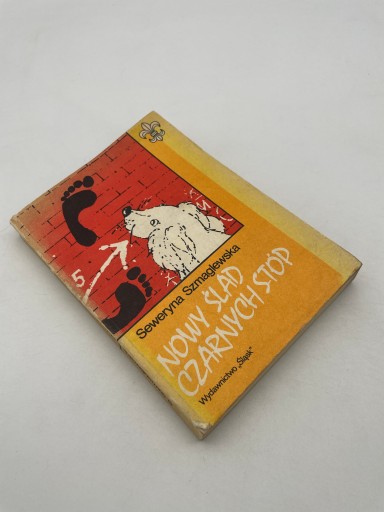 5
M
Seweryna Szmaglewska
NOWY ŚLAD
CZARNYCH STÓP
Wydawnictwo „Śląsk"